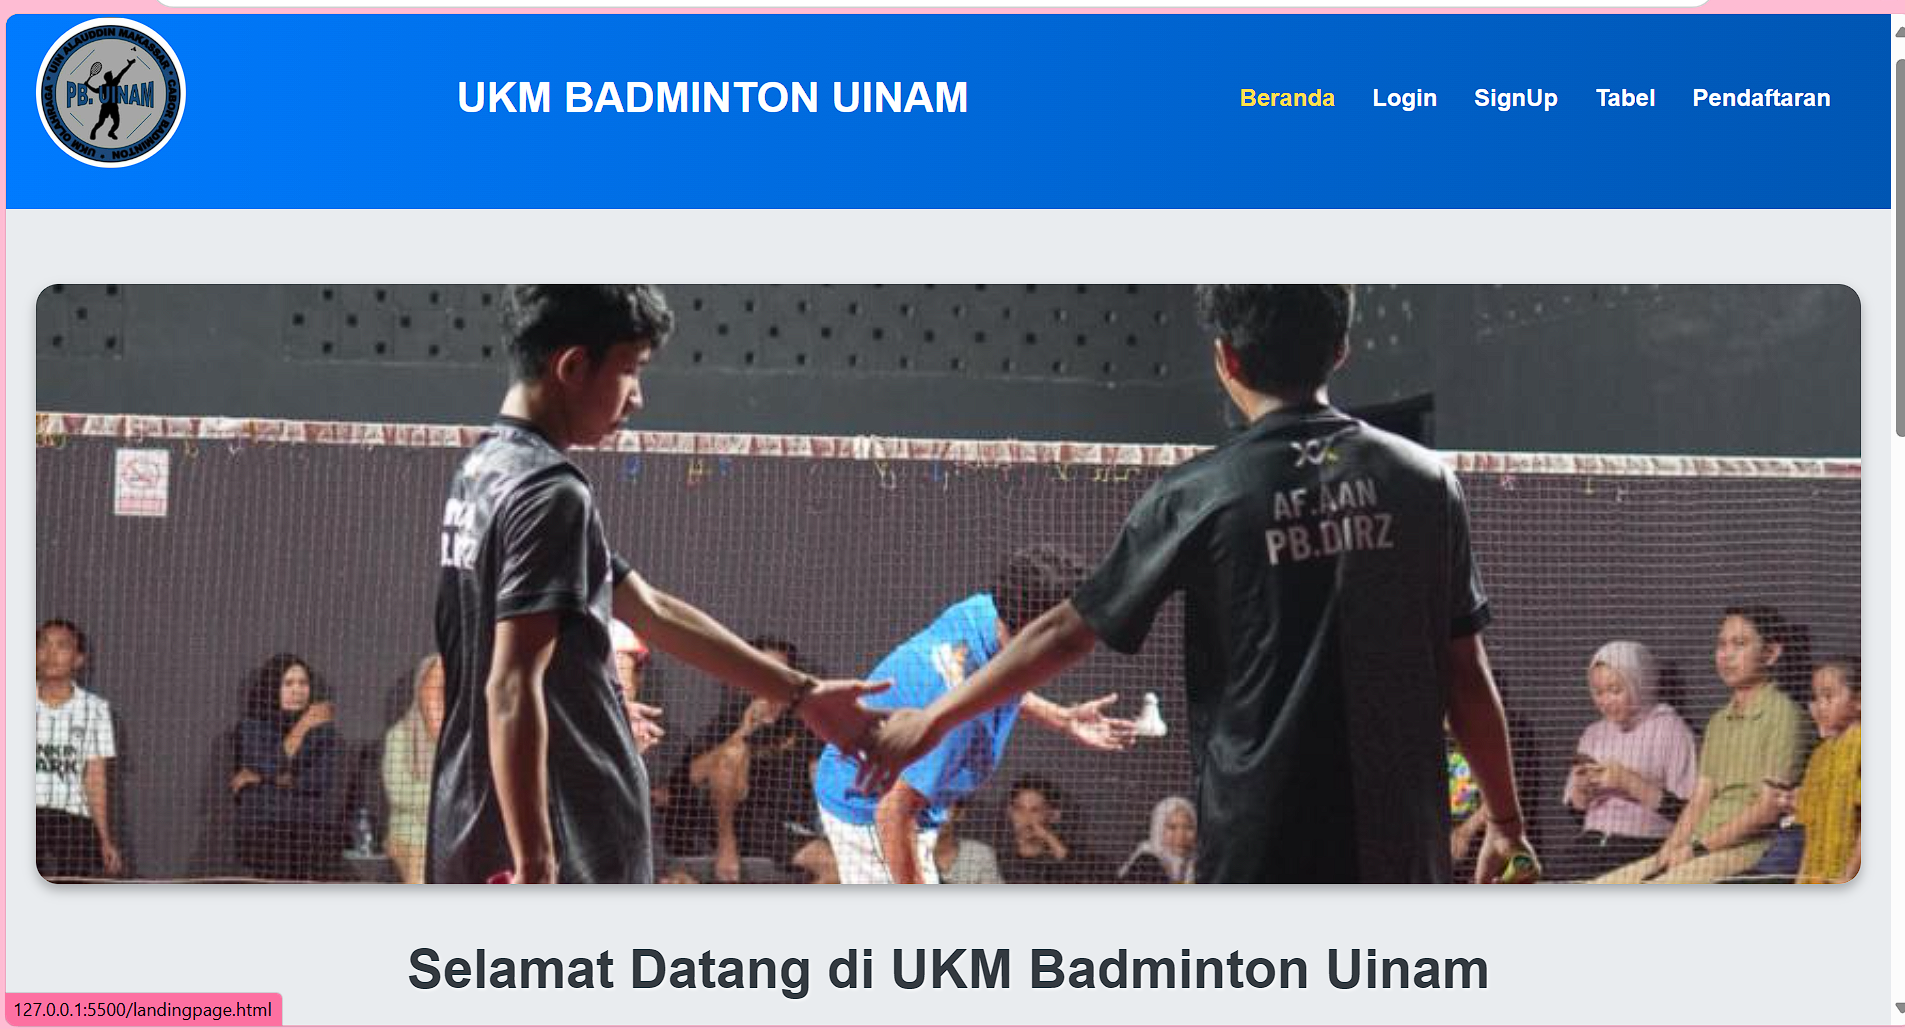 UIN ALAUDDIN MAKASSAR • CABOR BADMINTON • UKM OLAHRAGA •
PB. UINAM
UKM BADMINTON UINAM
Beranda Login SignUp Tabel Pendaftaran
AF.AAN
PB.DIRZ
Selamat Datang di UKM Badminton Uinam
127.0.0.1:5500/landingpage.html